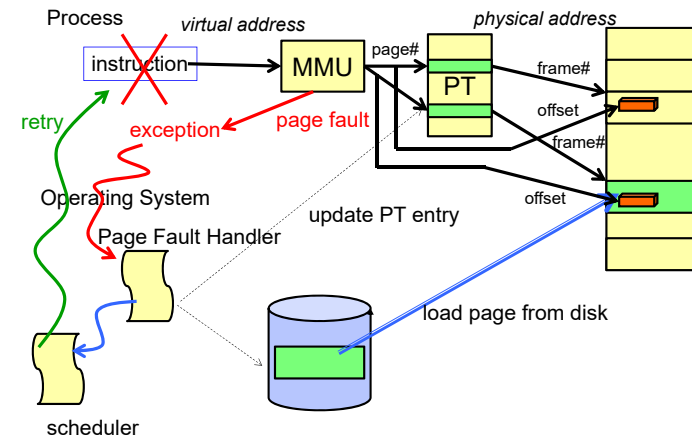 Process
virtual address
physical address
instruction
MMU
page#
PT
frame#
offset
retry
exception
page fault
frame#
Operating System
offset
update PT entry
Page Fault Handler
load page from disk
scheduler